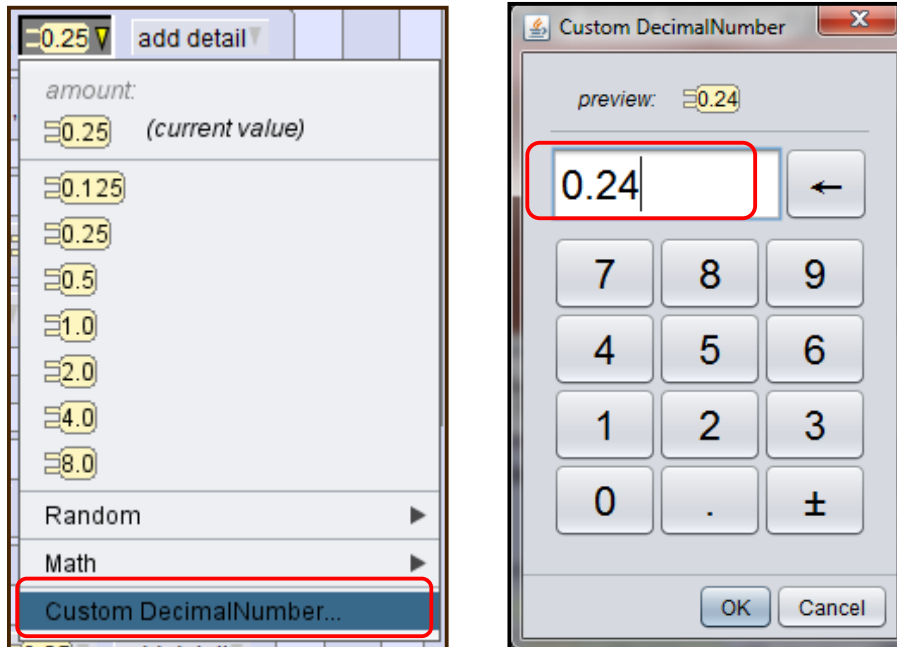 0.25 add detail
amount:
0.25 (current value)
0.125
0.25
0.5
1.0
2.0
4.0
8.0
Random
Math
Custom DecimalNumber...
Custom DecimalNumber
preview: 0.24
0.24 ←
7 8 9
4 5 6
1 2 3
0 . ±
OK Cancel